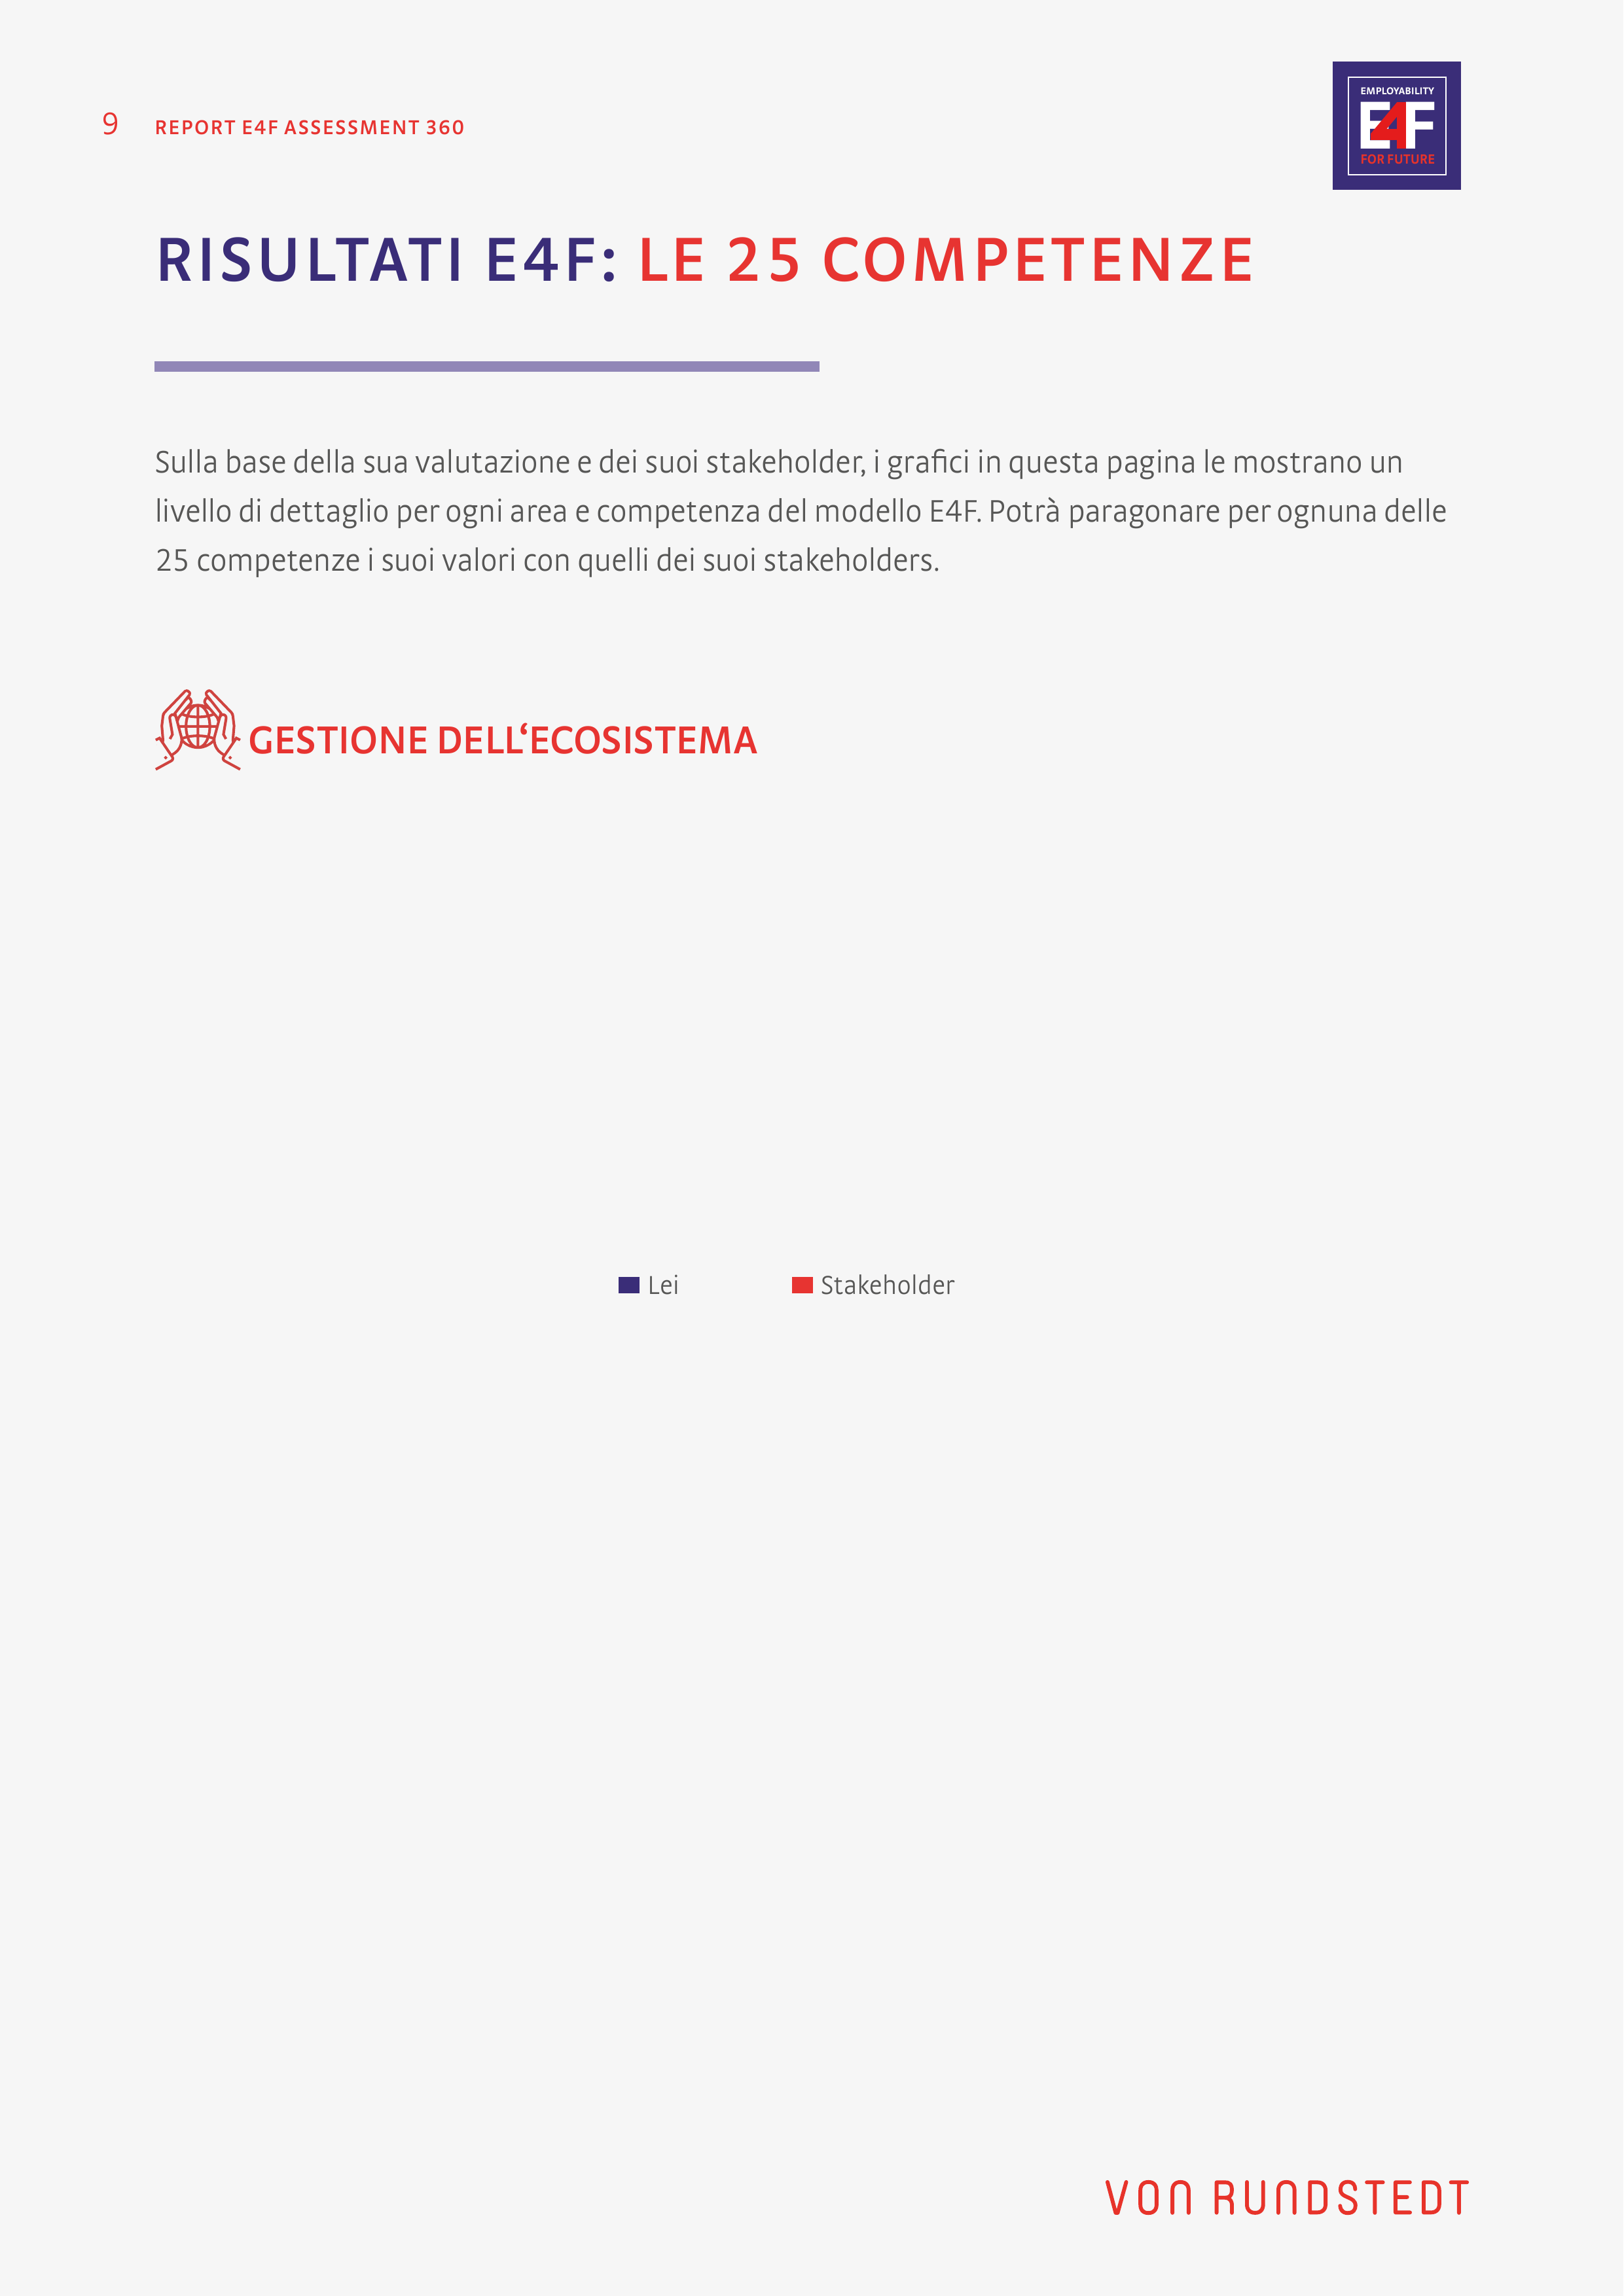 9 REPORT E4F ASSESSMENT 360
EMPLOYABILITY
E4F
FOR FUTURE
RISULTATI E4F: LE 25 COMPETENZE
Sulla base della sua valutazione e dei suoi stakeholder, i grafici in questa pagina le mostrano un
livello di dettaglio per ogni area e competenza del modello E4F. Potrà paragonare per ognuna delle
25 competenze i suoi valori con quelli dei suoi stakeholders.
GESTIONE DELL‘ECOSISTEMA
Lei Stakeholder
VON RUNDSTEDT